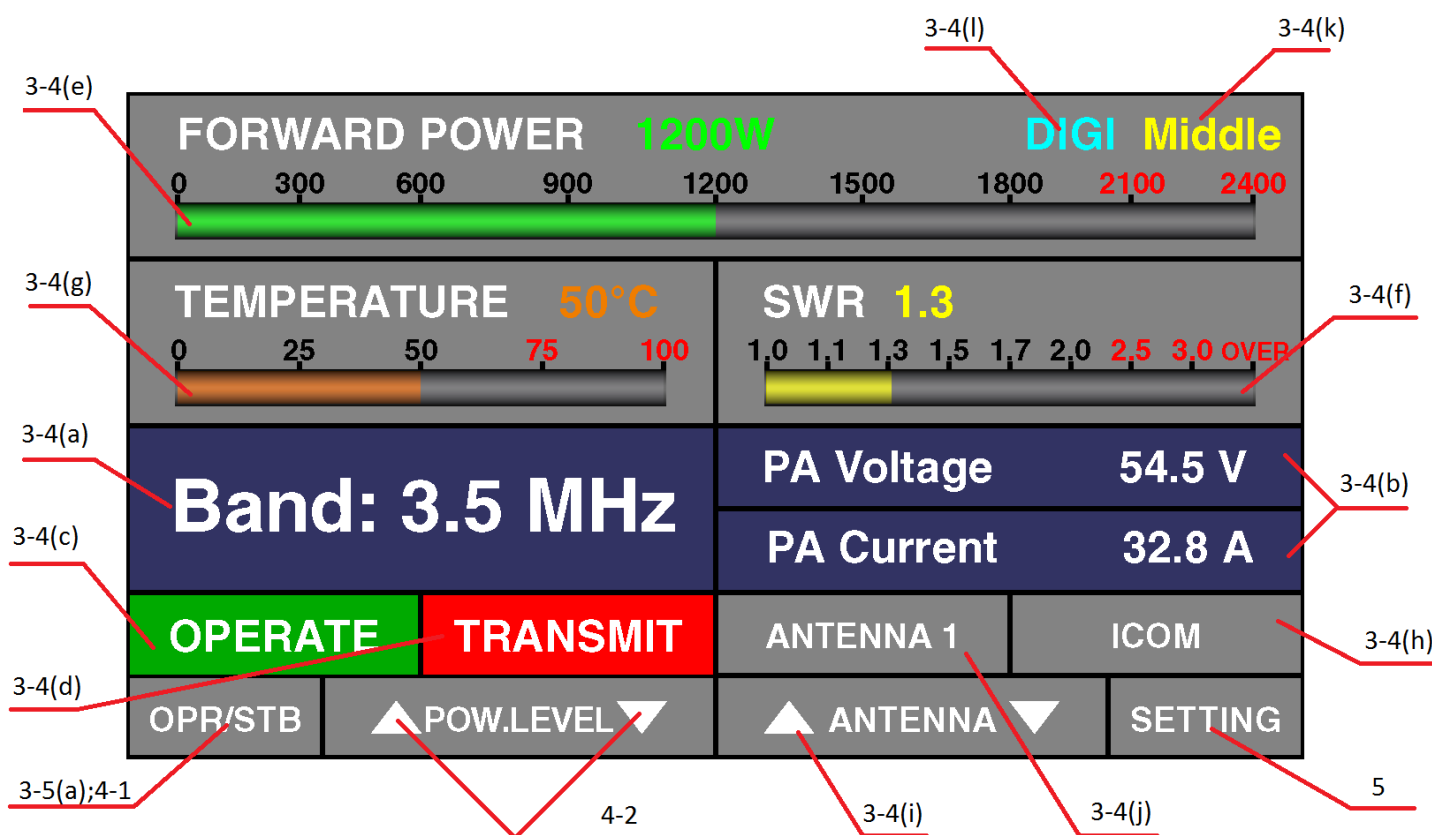 3-4(l) 3-4(k)
3-4(e)
FORWARD POWER 1200W DIGI Middle
0 300 600 900 1200 1500 1800 2100 2400
3-4(g)
TEMPERATURE 50°C SWR 1.3
3-4(f)
0 25 50 75 100 1.0 1.1 1.3 1.5 1.7 2.0 2.5 3.0 OVER
3-4(a)
PA Voltage 54.5 V
3-4(b)
Band: 3.5 MHz
3-4(c)
PA Current 32.8 A
OPERATE TRANSMIT ANTENNA 1 ICOM
3-4(h)
3-4(d)
OPR/STB POW.LEVEL ANTENNA SETTING
3-5(a);4-1 4-2 3-4(i) 3-4(j) 5